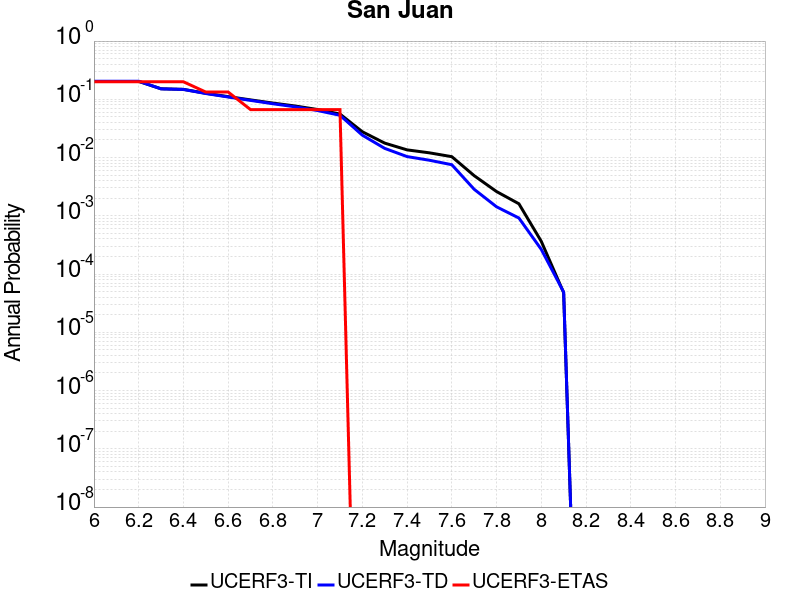 San Juan
10^0
10^-1
10^-2
10^-3
10^-4
10^-5
10^-6
10^-7
10^-8
Annual Probability
6 6.2 6.4 6.6 6.8 7 7.2 7.4 7.6 7.8 8 8.2 8.4 8.6 8.8 9
Magnitude
UCERF3-TI UCERF3-TD UCERF3-ETAS